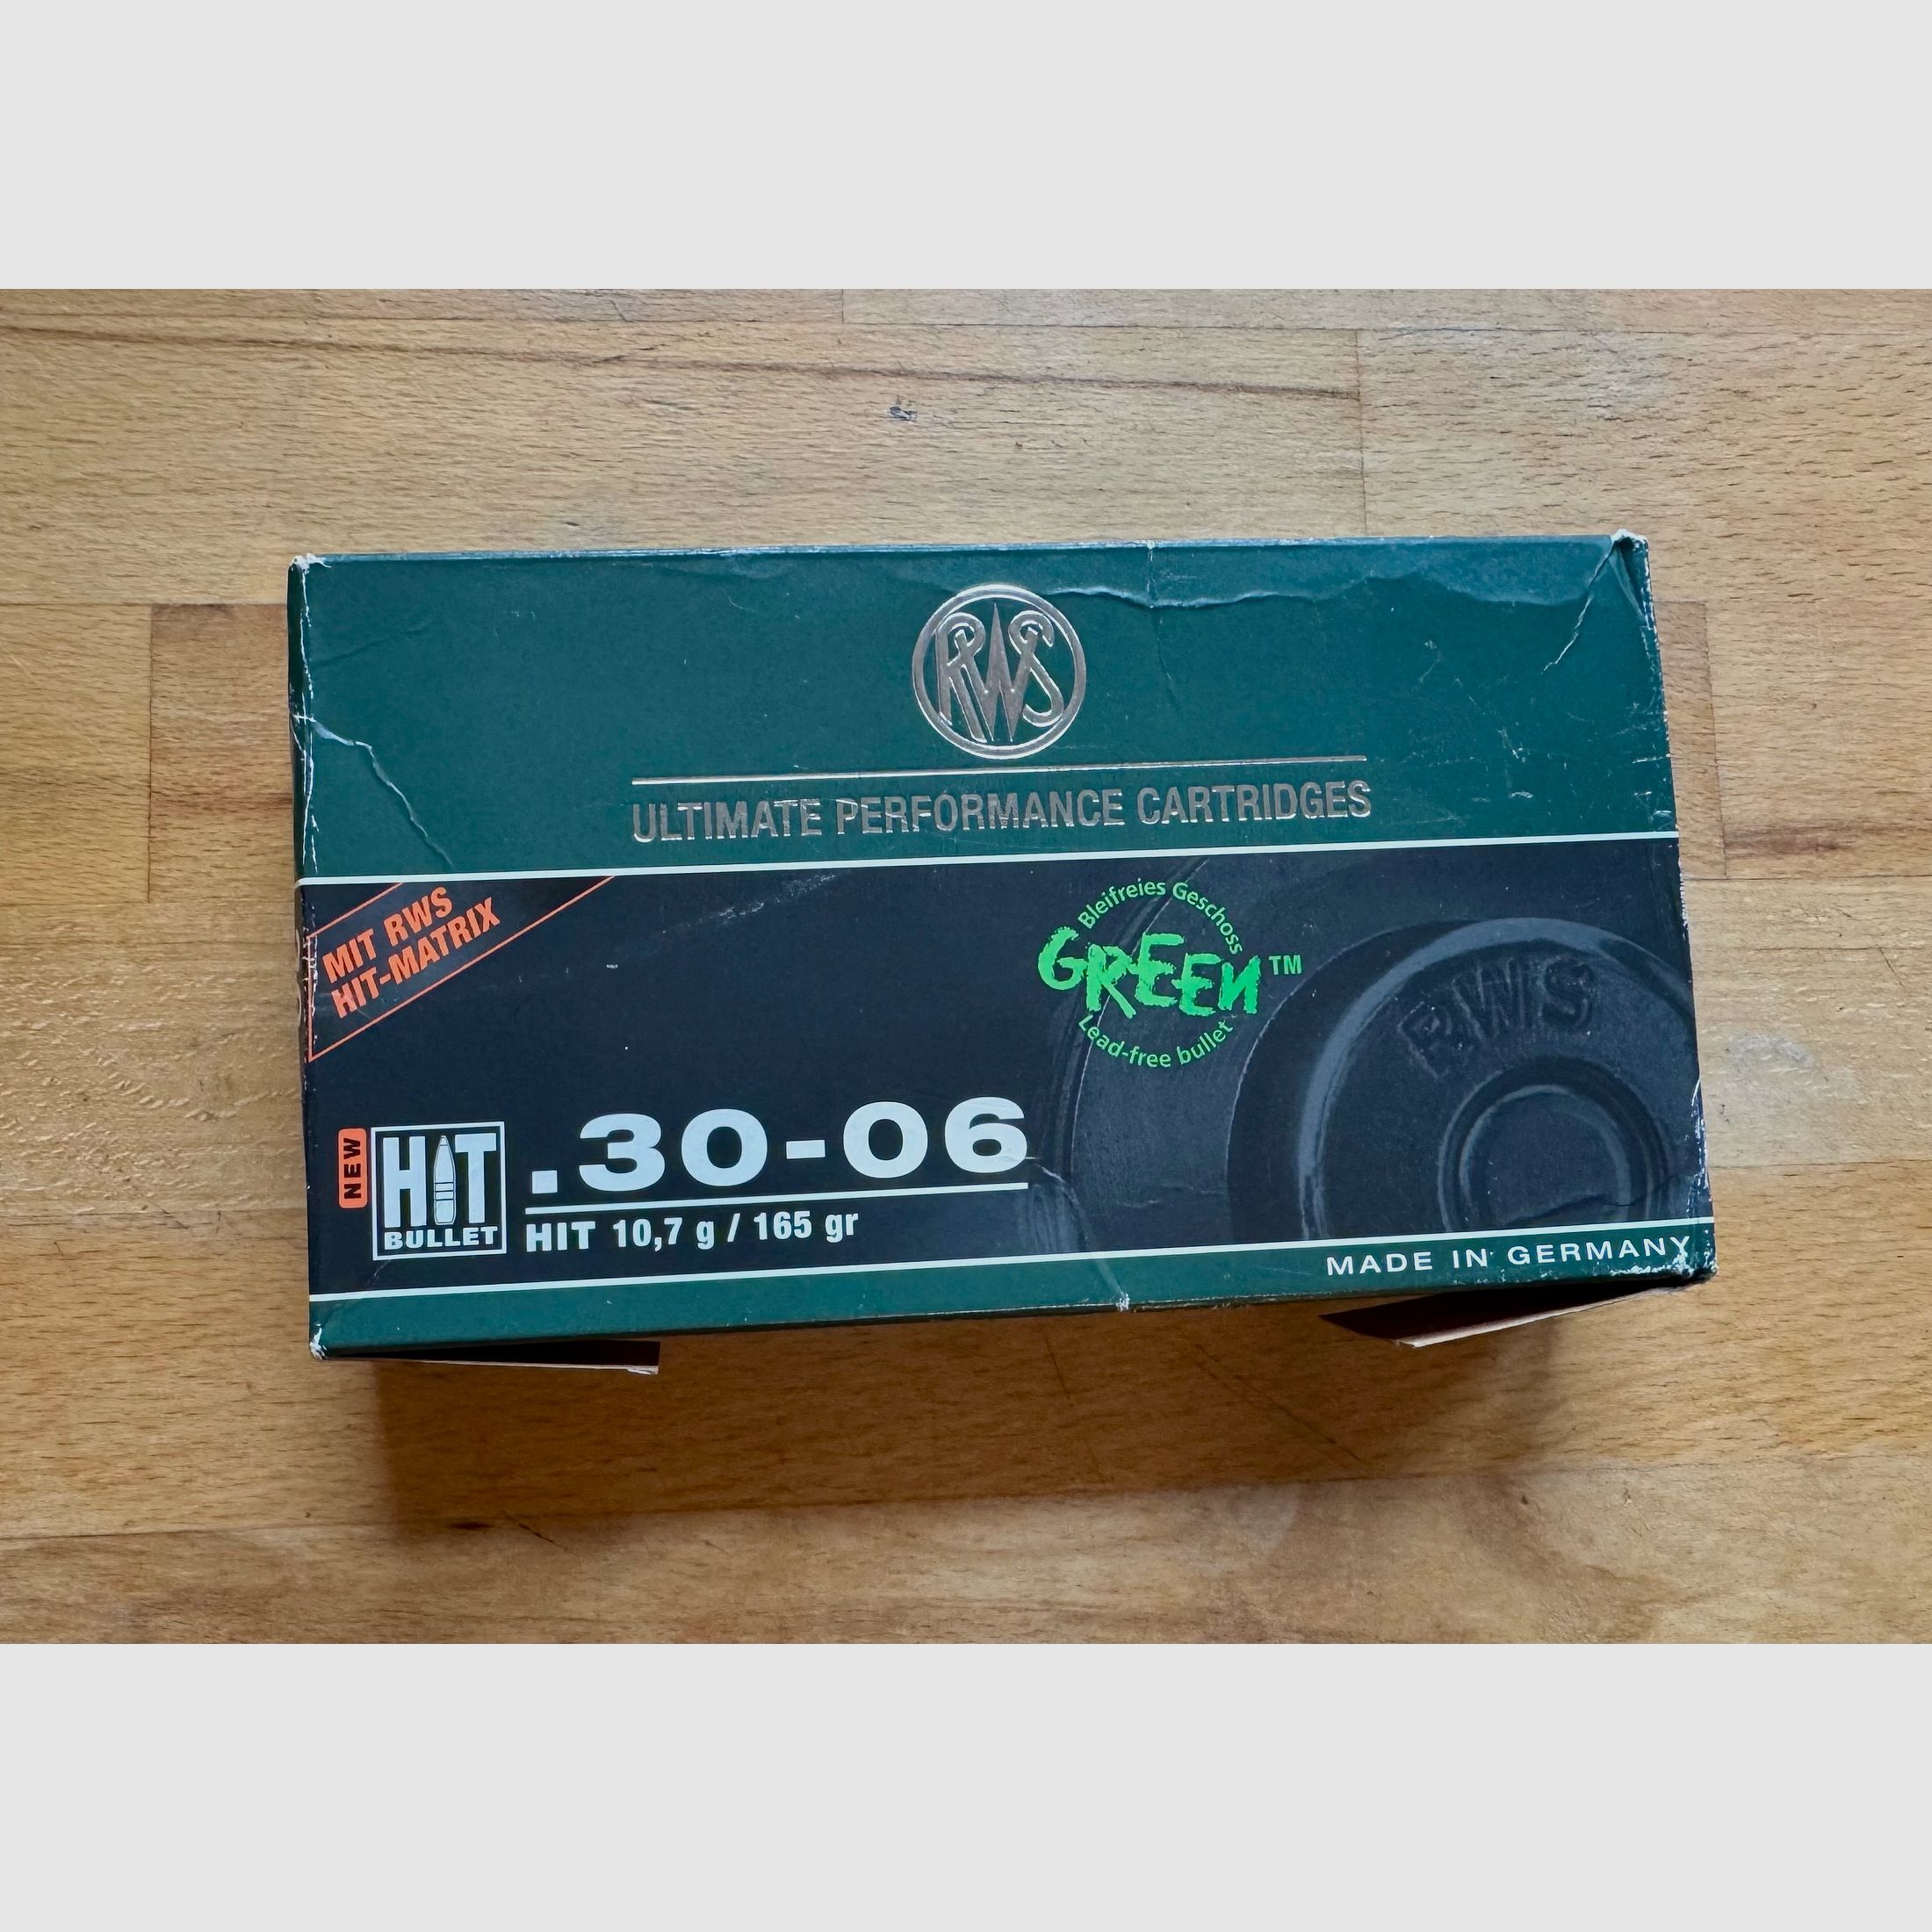 RWS
ULTIMATE PERFORMANCE CARTRIDGES
MIT RWS
HIT-MATRIX
Bleifreies Geschoss
GREEN™
Lead-free bullet
RWS
NEW
HIT
BULLET
.30-06
HIT 10,7 g / 165 gr
MADE IN GERMANY